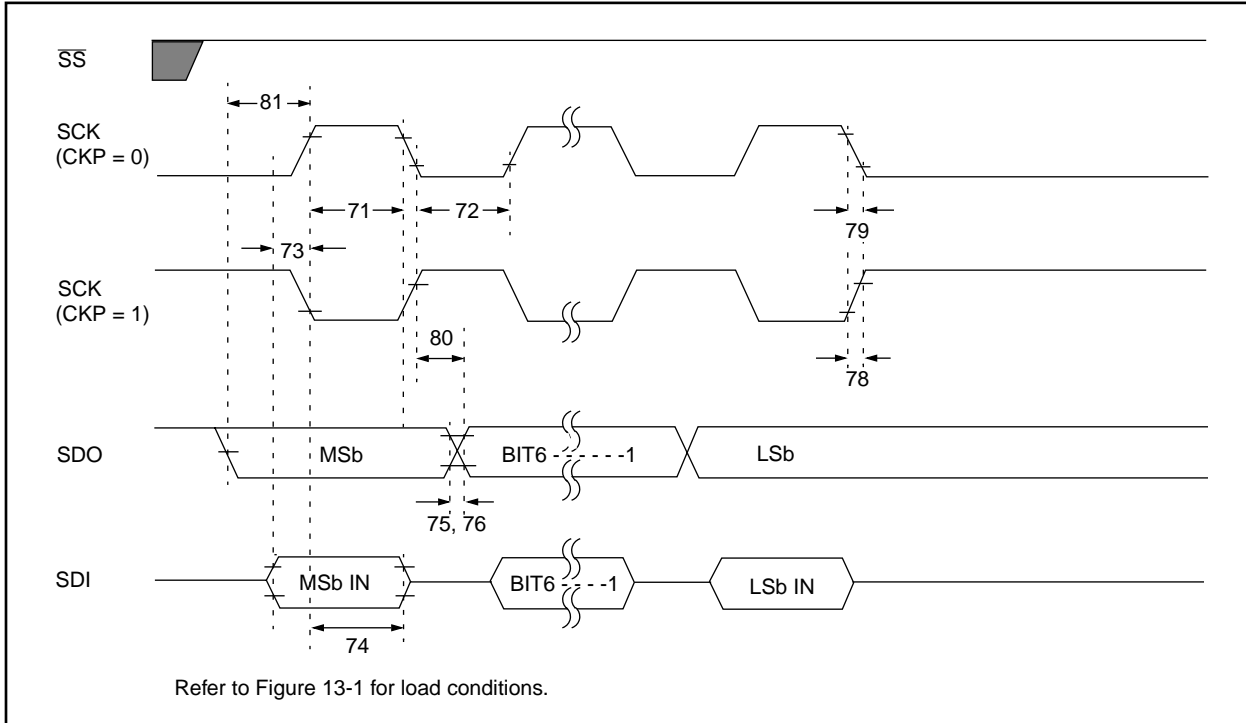 SS
81
SCK
(CKP = 0)
71
72
79
73
SCK
(CKP = 1)
80
78
SDO
MSb
BIT6 - - - - - -1
LSb
75, 76
SDI
MSb IN
BIT6 - - - - -1
LSb IN
74
Refer to Figure 13-1 for load conditions.